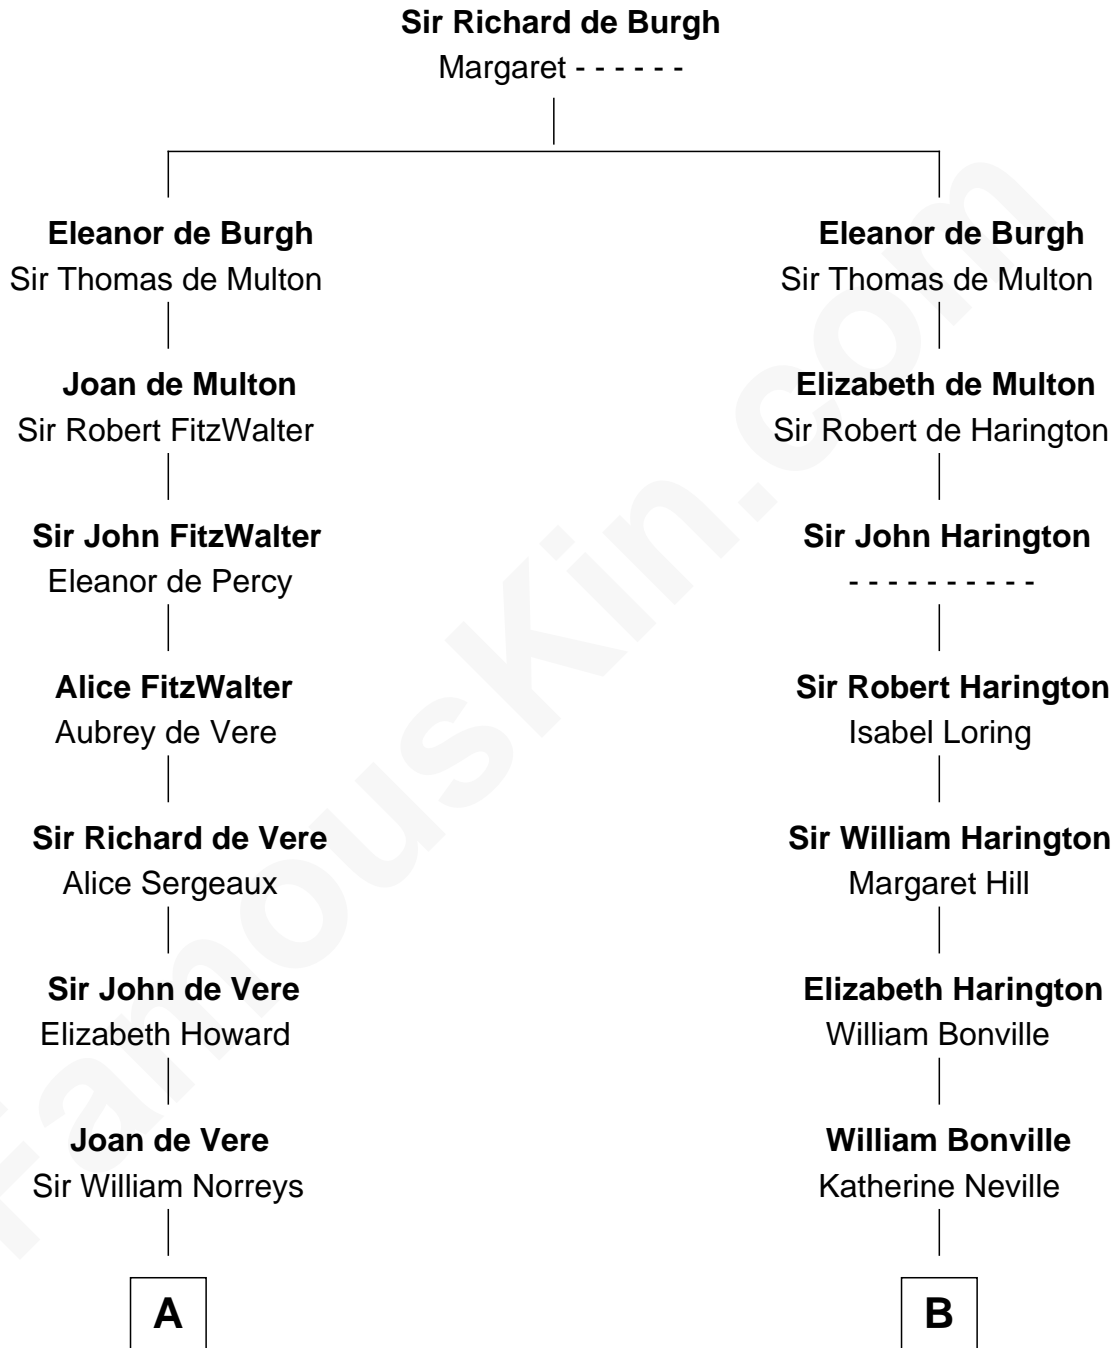 Sir Richard de Burgh
Margaret - - - - - -
Eleanor de Burgh
Sir Thomas de Multon
Eleanor de Burgh
Sir Thomas de Multon
Joan de Multon
Sir Robert FitzWalter
Elizabeth de Multon
Sir Robert de Harington
Sir John FitzWalter
Eleanor de Percy
Sir John Harington
- - - - - - - - - -
Alice FitzWalter
Aubrey de Vere
Sir Robert Harington
Isabel Loring
Sir Richard de Vere
Alice Sergeaux
Sir William Harington
Margaret Hill
Sir John de Vere
Elizabeth Howard
Elizabeth Harington
William Bonville
Joan de Vere
Sir William Norreys
William Bonville
Katherine Neville
A
B
FamousKin.com